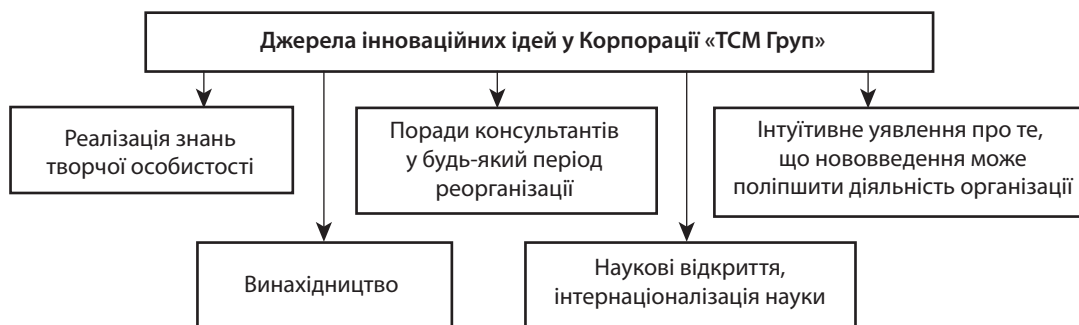 Джерела інноваційних ідей у Корпорації «ТСМ Груп»
Реалізація знань
творчої особистості
Поради консультантів
у будь-який період
реорганізації
Інтуїтивне уявлення про те,
що нововведення може
поліпшити діяльність організації
Винахідництво
Наукові відкриття,
інтернаціоналізація науки